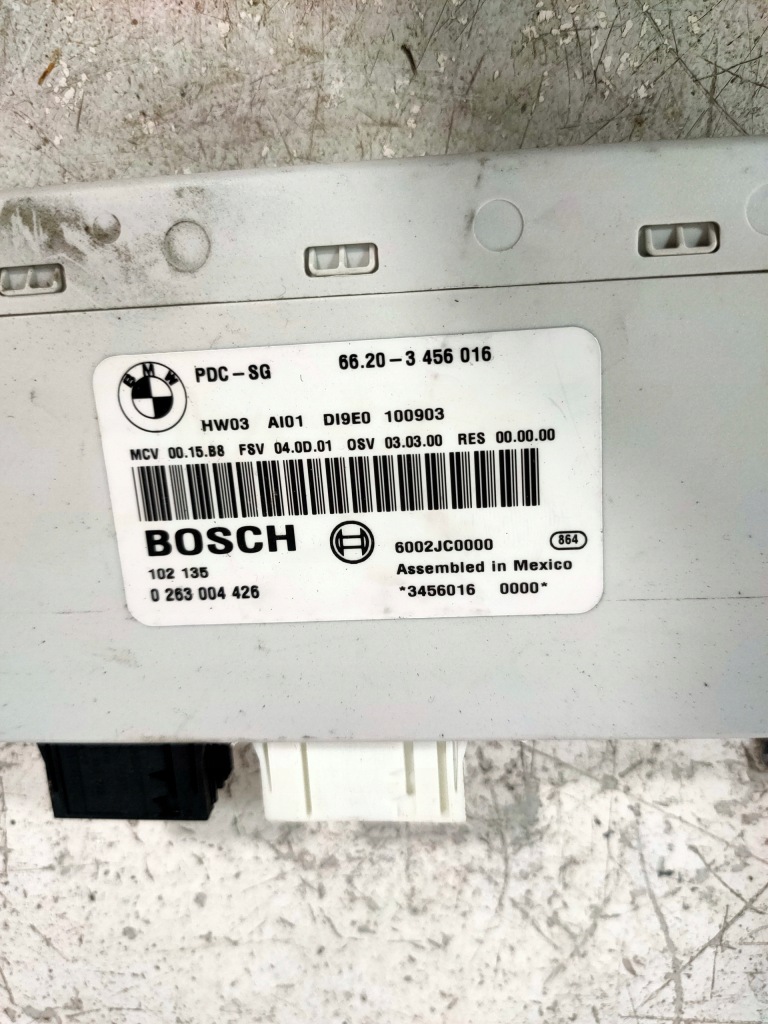 BMW
PDC-SG 66.20-3 456 016
HW03 AI01 DI9E0 100903
MCV 00.15.B8 FSV 04.0D.01 OSV 03.03.00 RES 00.00.00
BOSCH 6002JC0000 864
102 135 Assembled in Mexico
0 263 004 426 *3456016 0000*